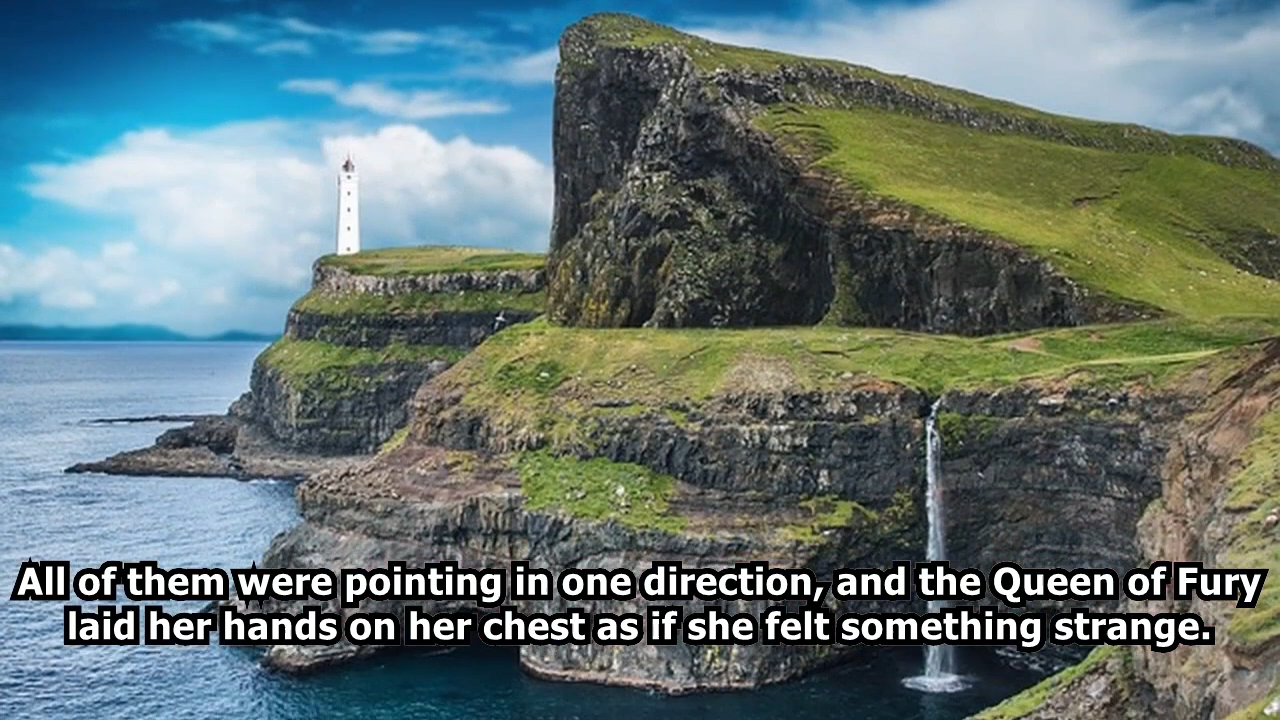 All of them were pointing in one direction, and the Queen of Fury
laid her hands on her chest as if she felt something strange.